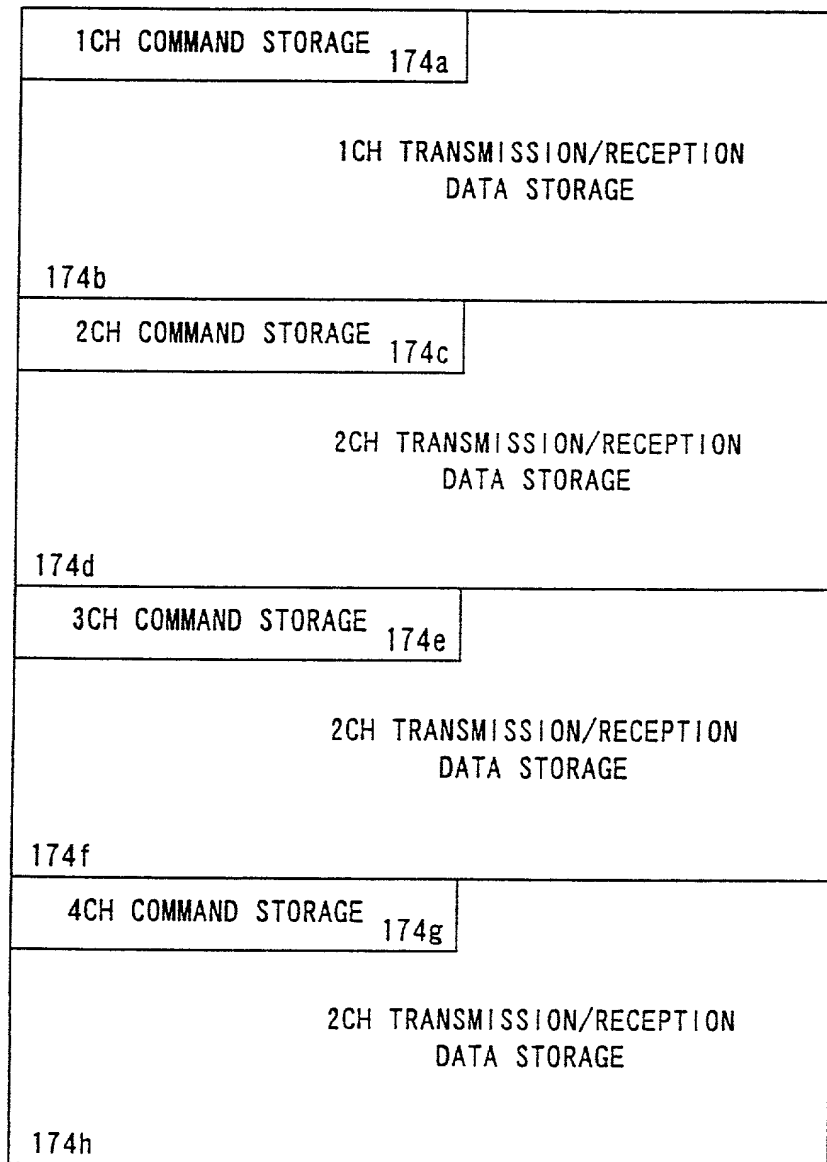 1CH COMMAND STORAGE 174a
1CH TRANSMISSION/RECEPTION
DATA STORAGE
174b
2CH COMMAND STORAGE 174c
2CH TRANSMISSION/RECEPTION
DATA STORAGE
174d
3CH COMMAND STORAGE 174e
2CH TRANSMISSION/RECEPTION
DATA STORAGE
174f
4CH COMMAND STORAGE 174g
2CH TRANSMISSION/RECEPTION
DATA STORAGE
174h